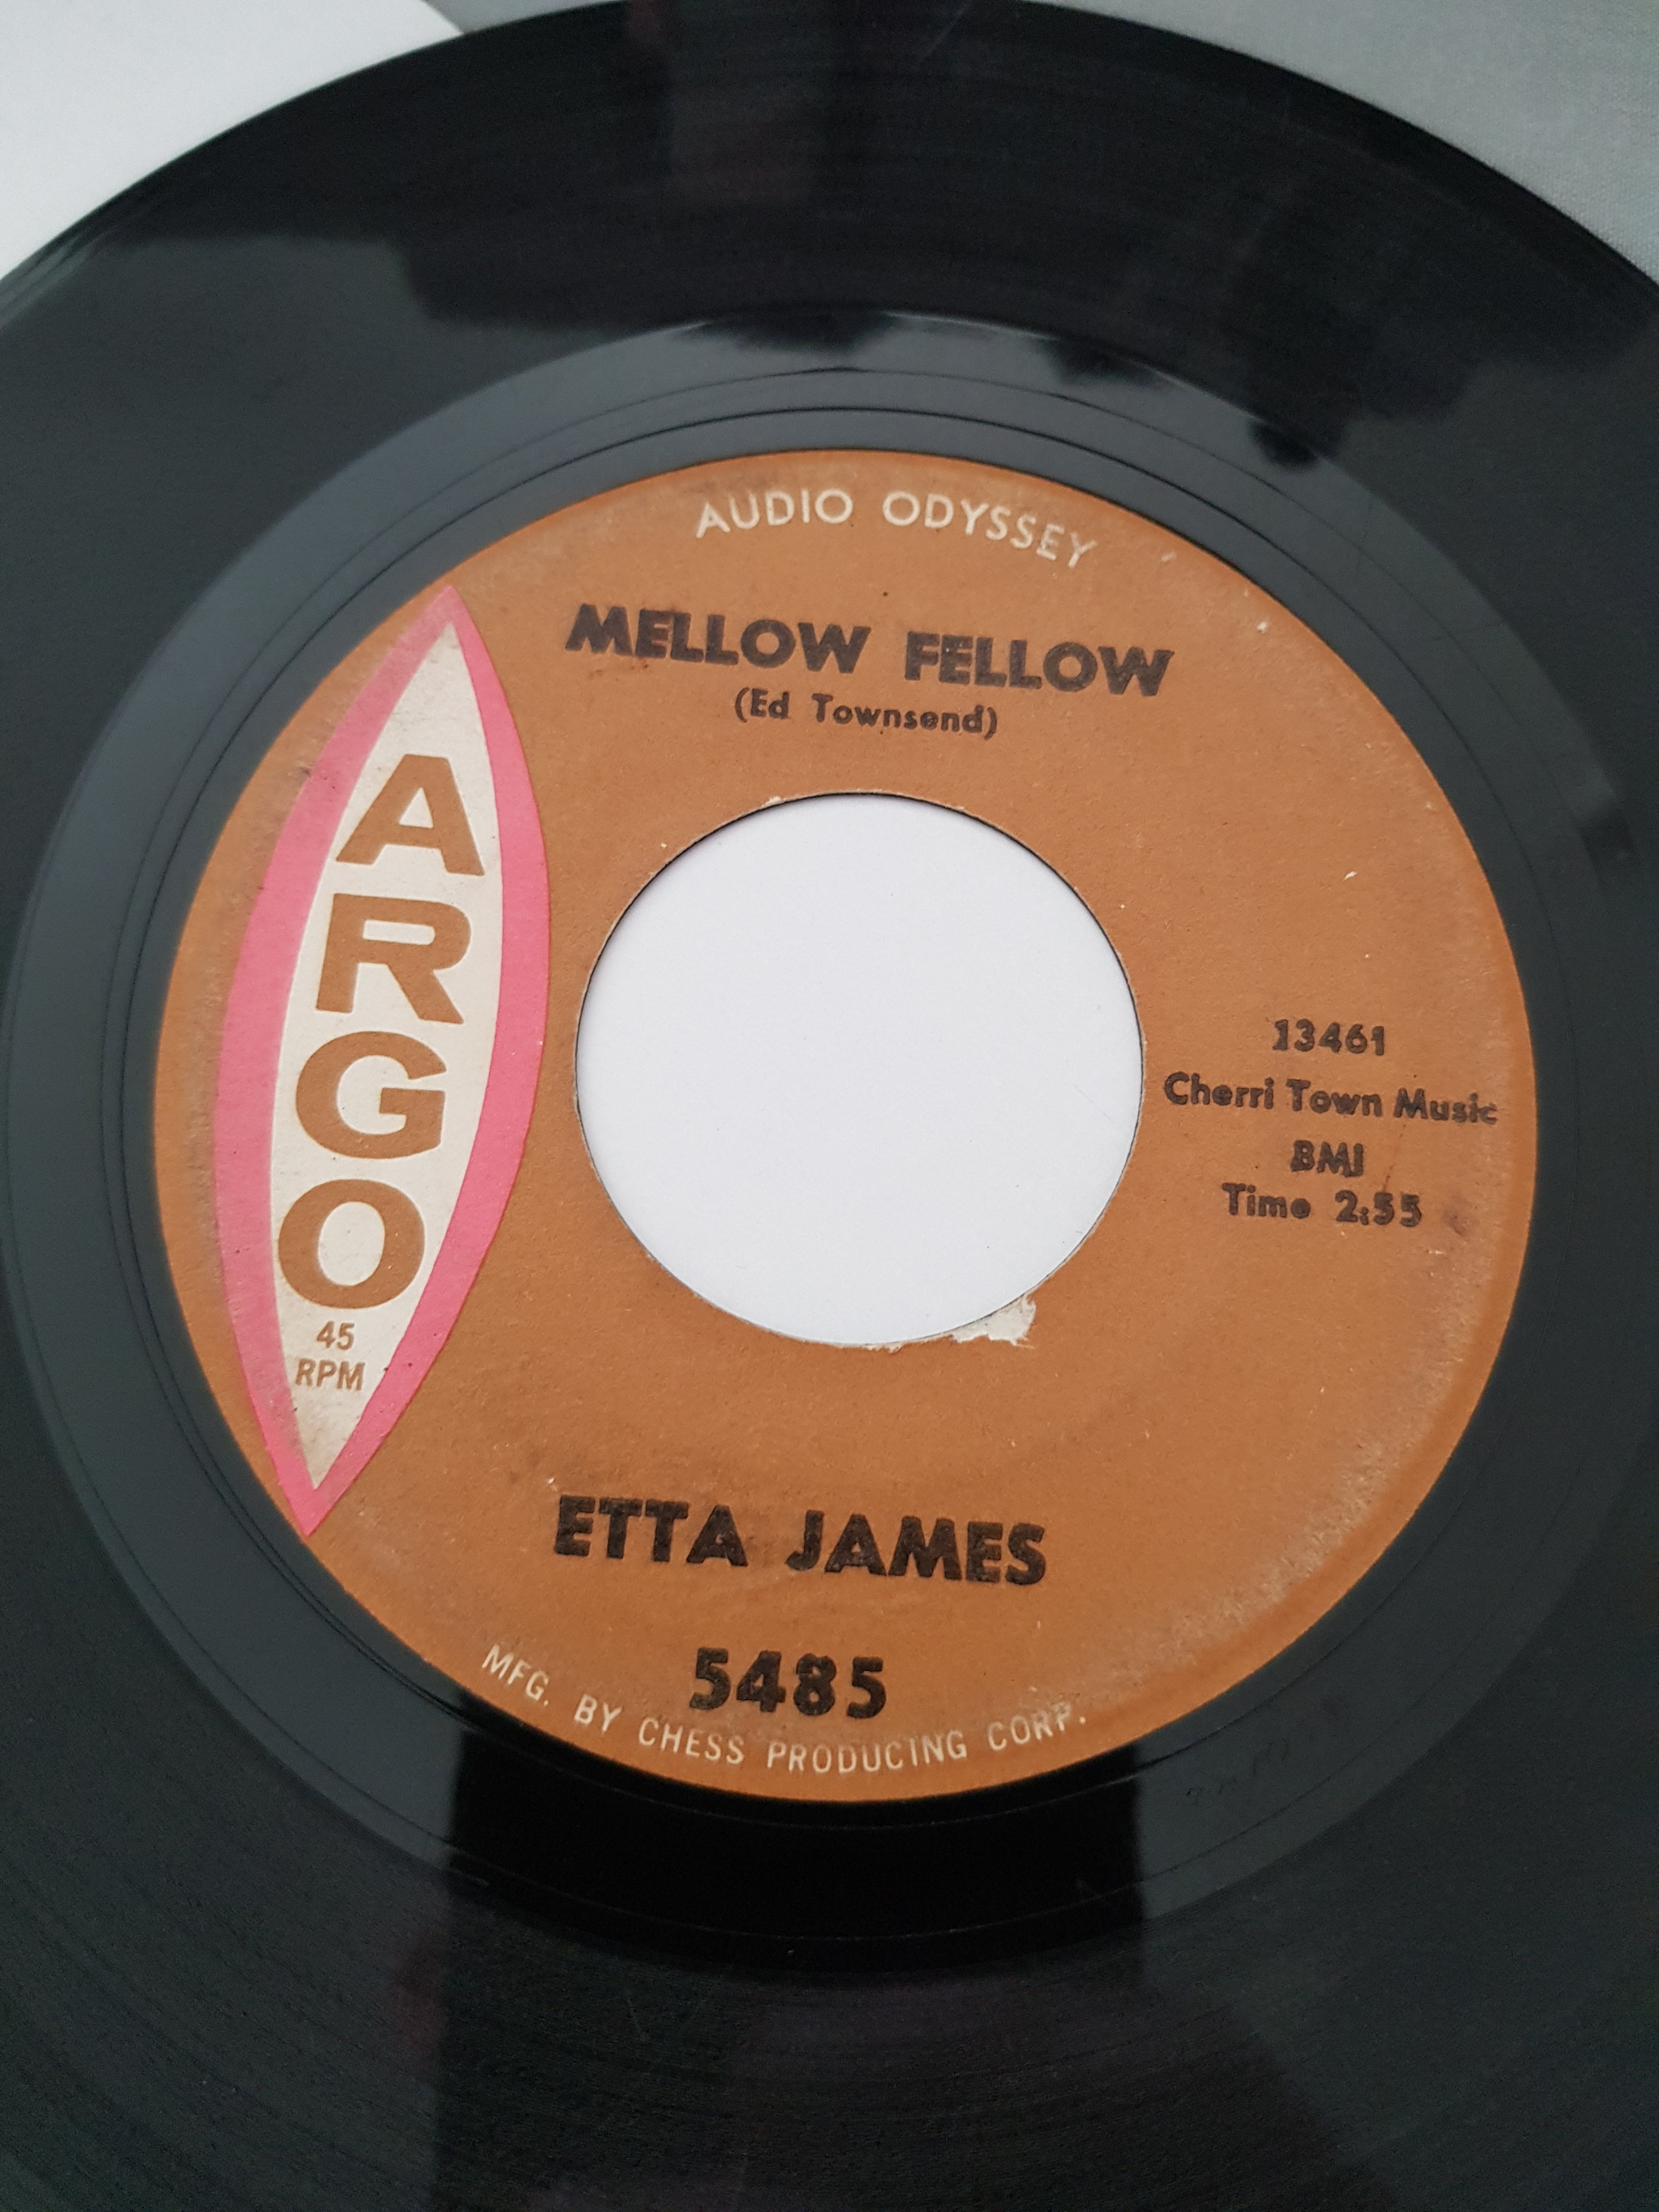 AUDIO ODYSSEY
MELLOW FELLOW
(Ed Townsend)
ARGO
45
RPM
13461
Cherri Town Music
BMI
Time 2:55
ETTA JAMES
5485
MFG. BY CHESS PRODUCING CORP.